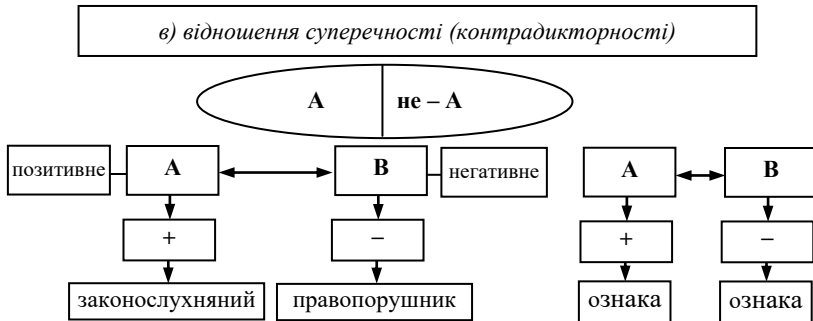 в) відношення суперечності (контрадикторності)
А не – А
позитивне А В негативне А В
+ – + –
законослухняний правопорушник ознака ознака